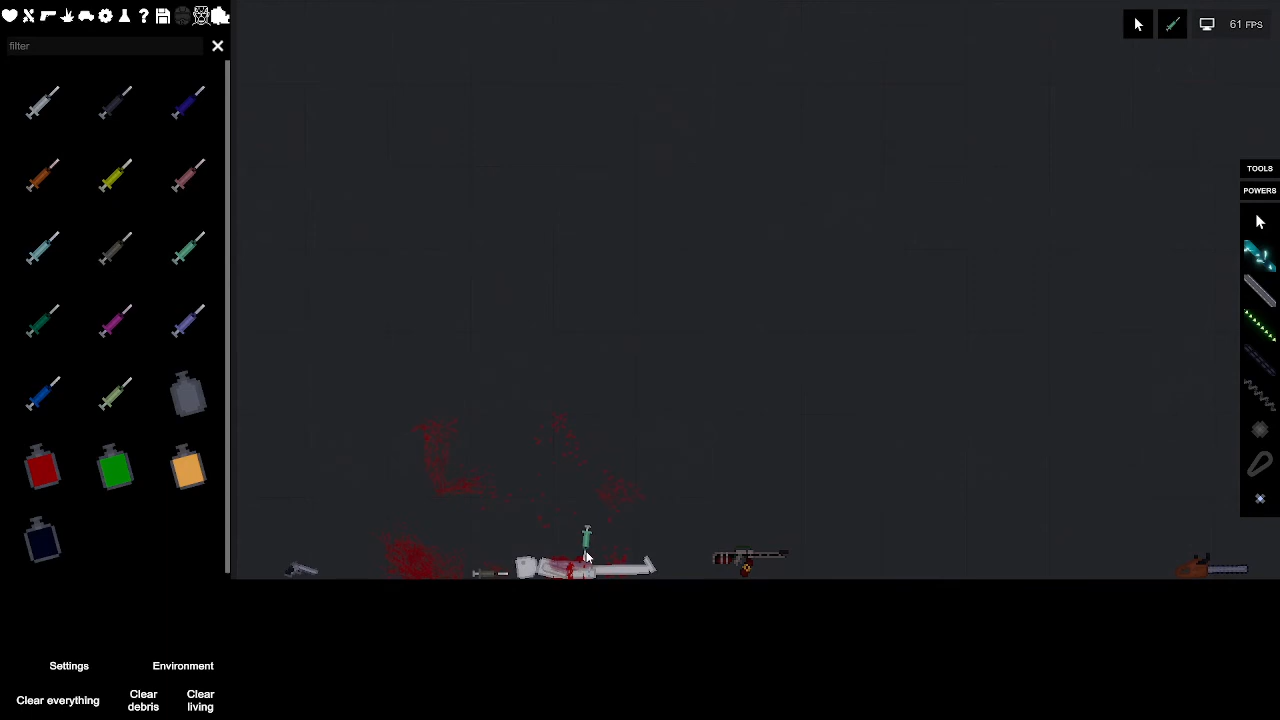 filter
61 FPS
TOOLS
POWERS
Settings
Environment
Clear everything
Clear
debris
Clear
living